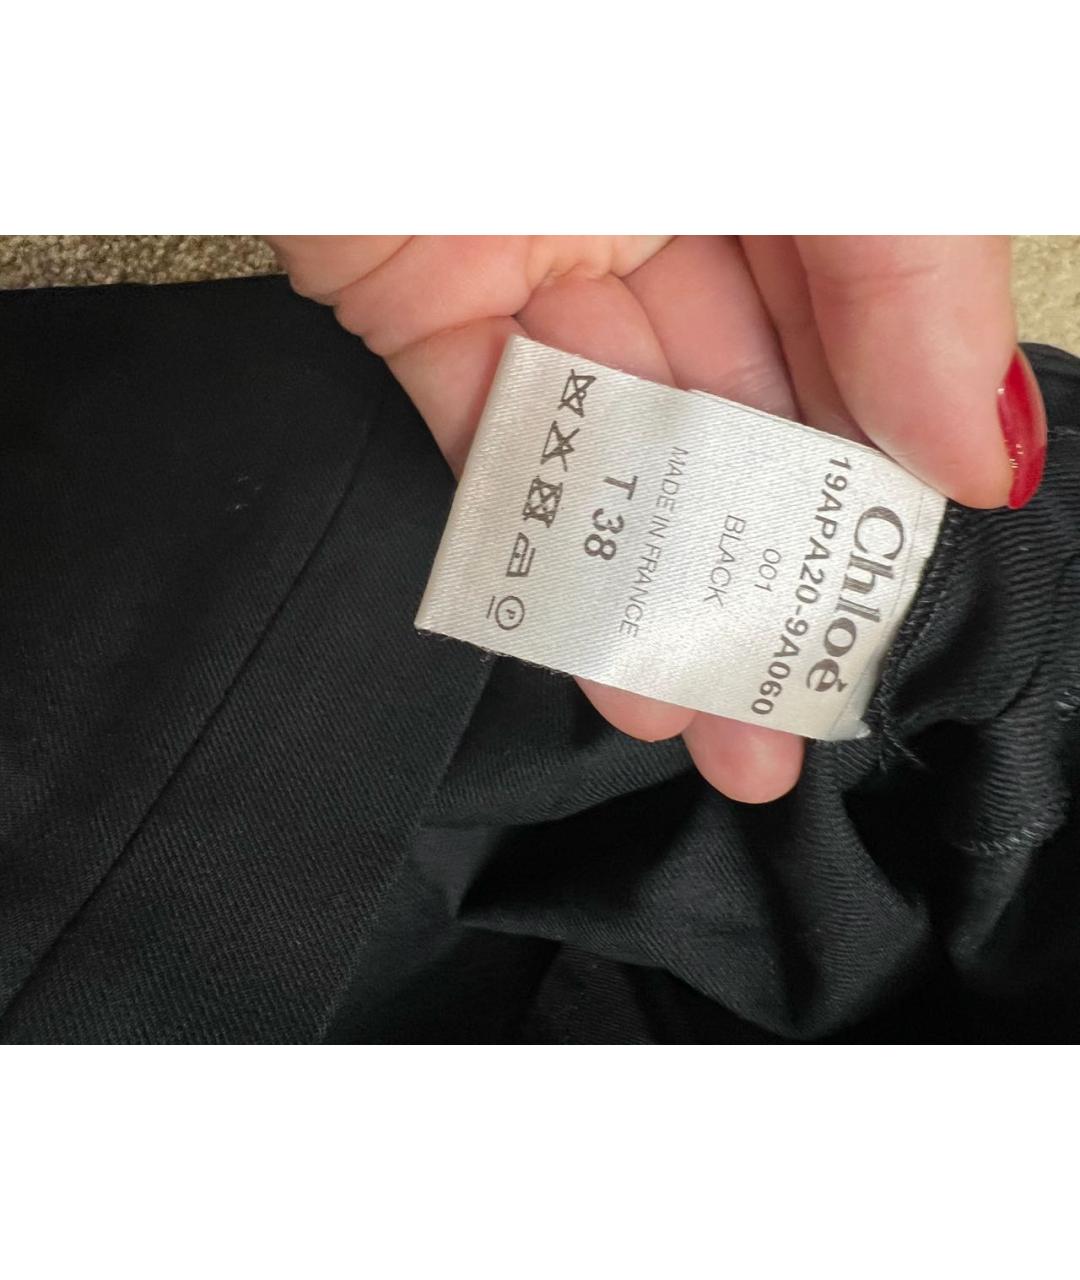 Chloé
19APA20-9A060
001
BLACK
MADE IN FRANCE
T 38
P